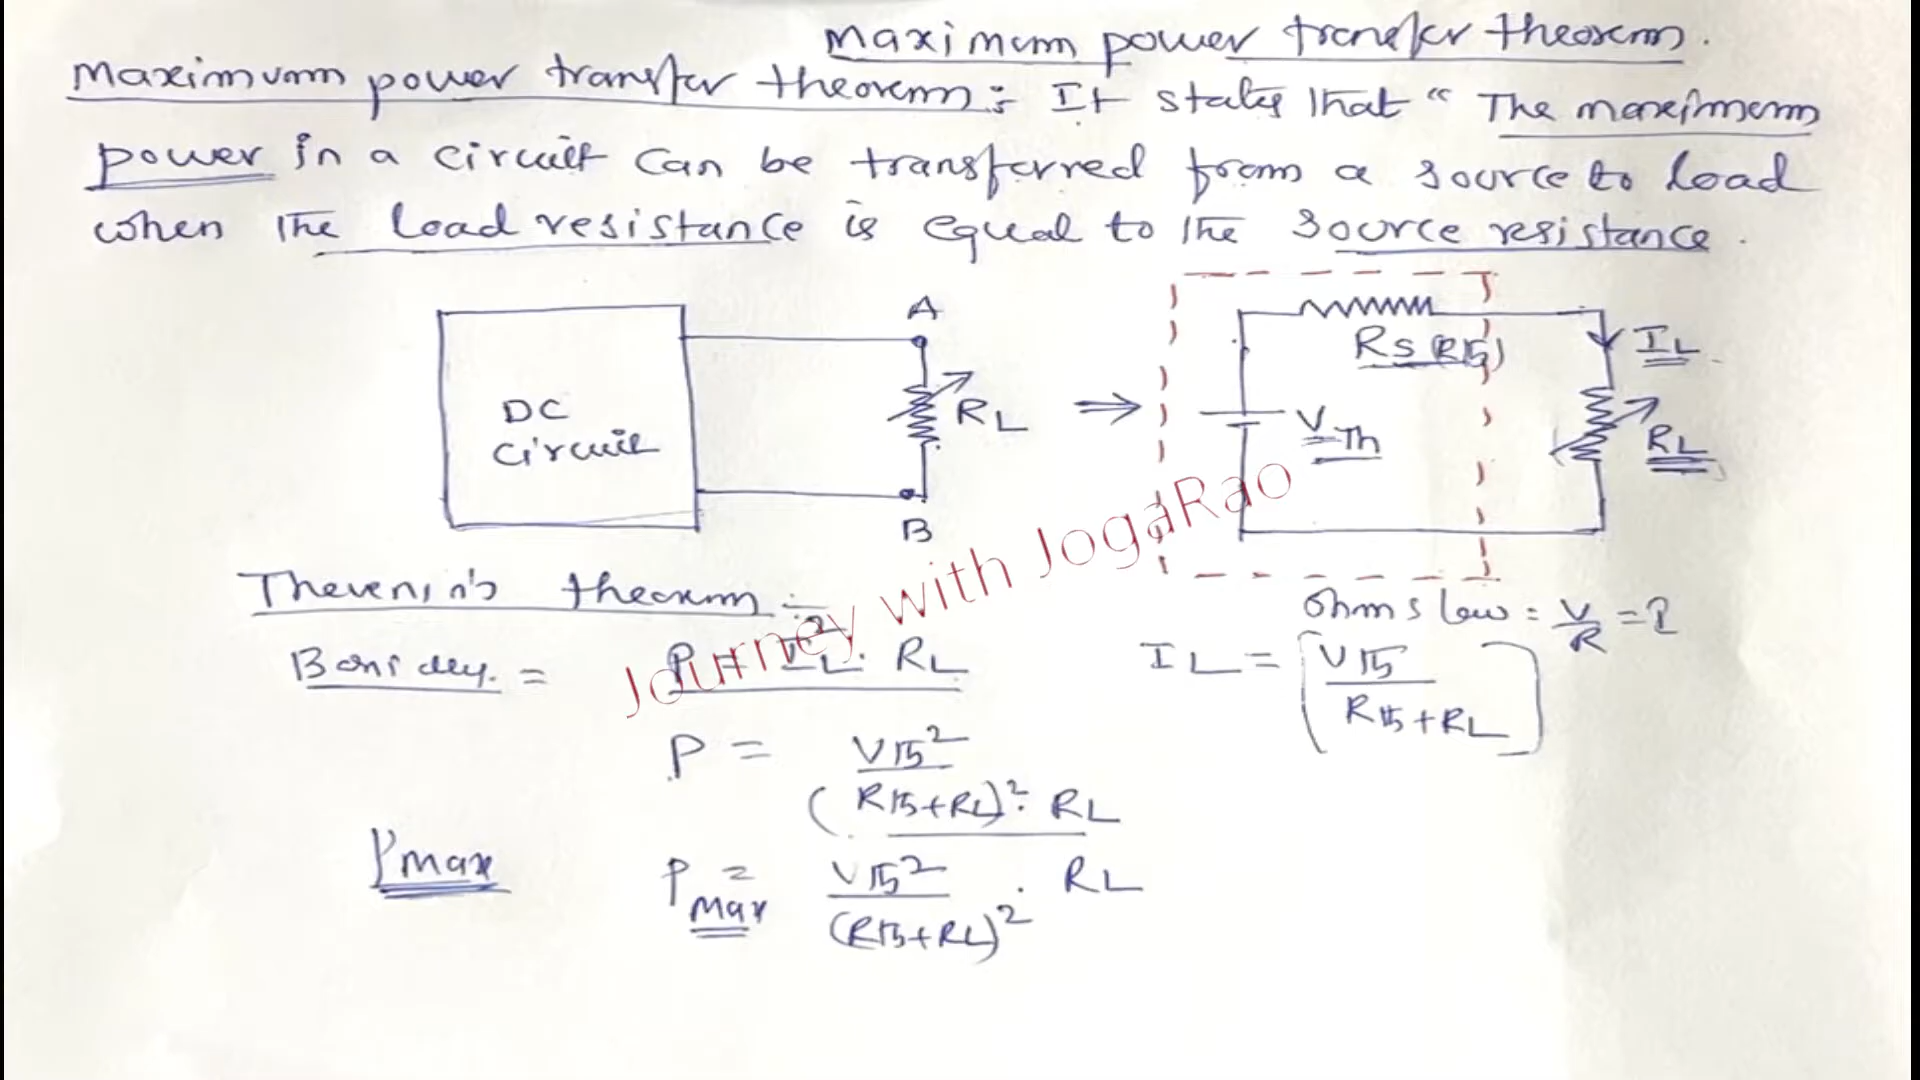 Maximum power transfer theorem.
Maximum power transfer theorem :- It states that "The maximum
power in a circuit can be transferred from a source to load
when the load resistance is equal to the source resistance.
A
RL
B
DC
circuit
⇒
Rs (Rth)
IL
VTh
RL
Thevenin's theorem :-
ohms law = V/R = I
= P = IL². RL
IL = [Vth / Rth+RL]
P = Vth² / (Rth+RL)² . RL
Pmax
Pmax = Vth² / (Rth+RL)² . RL
Journey with JogaRao